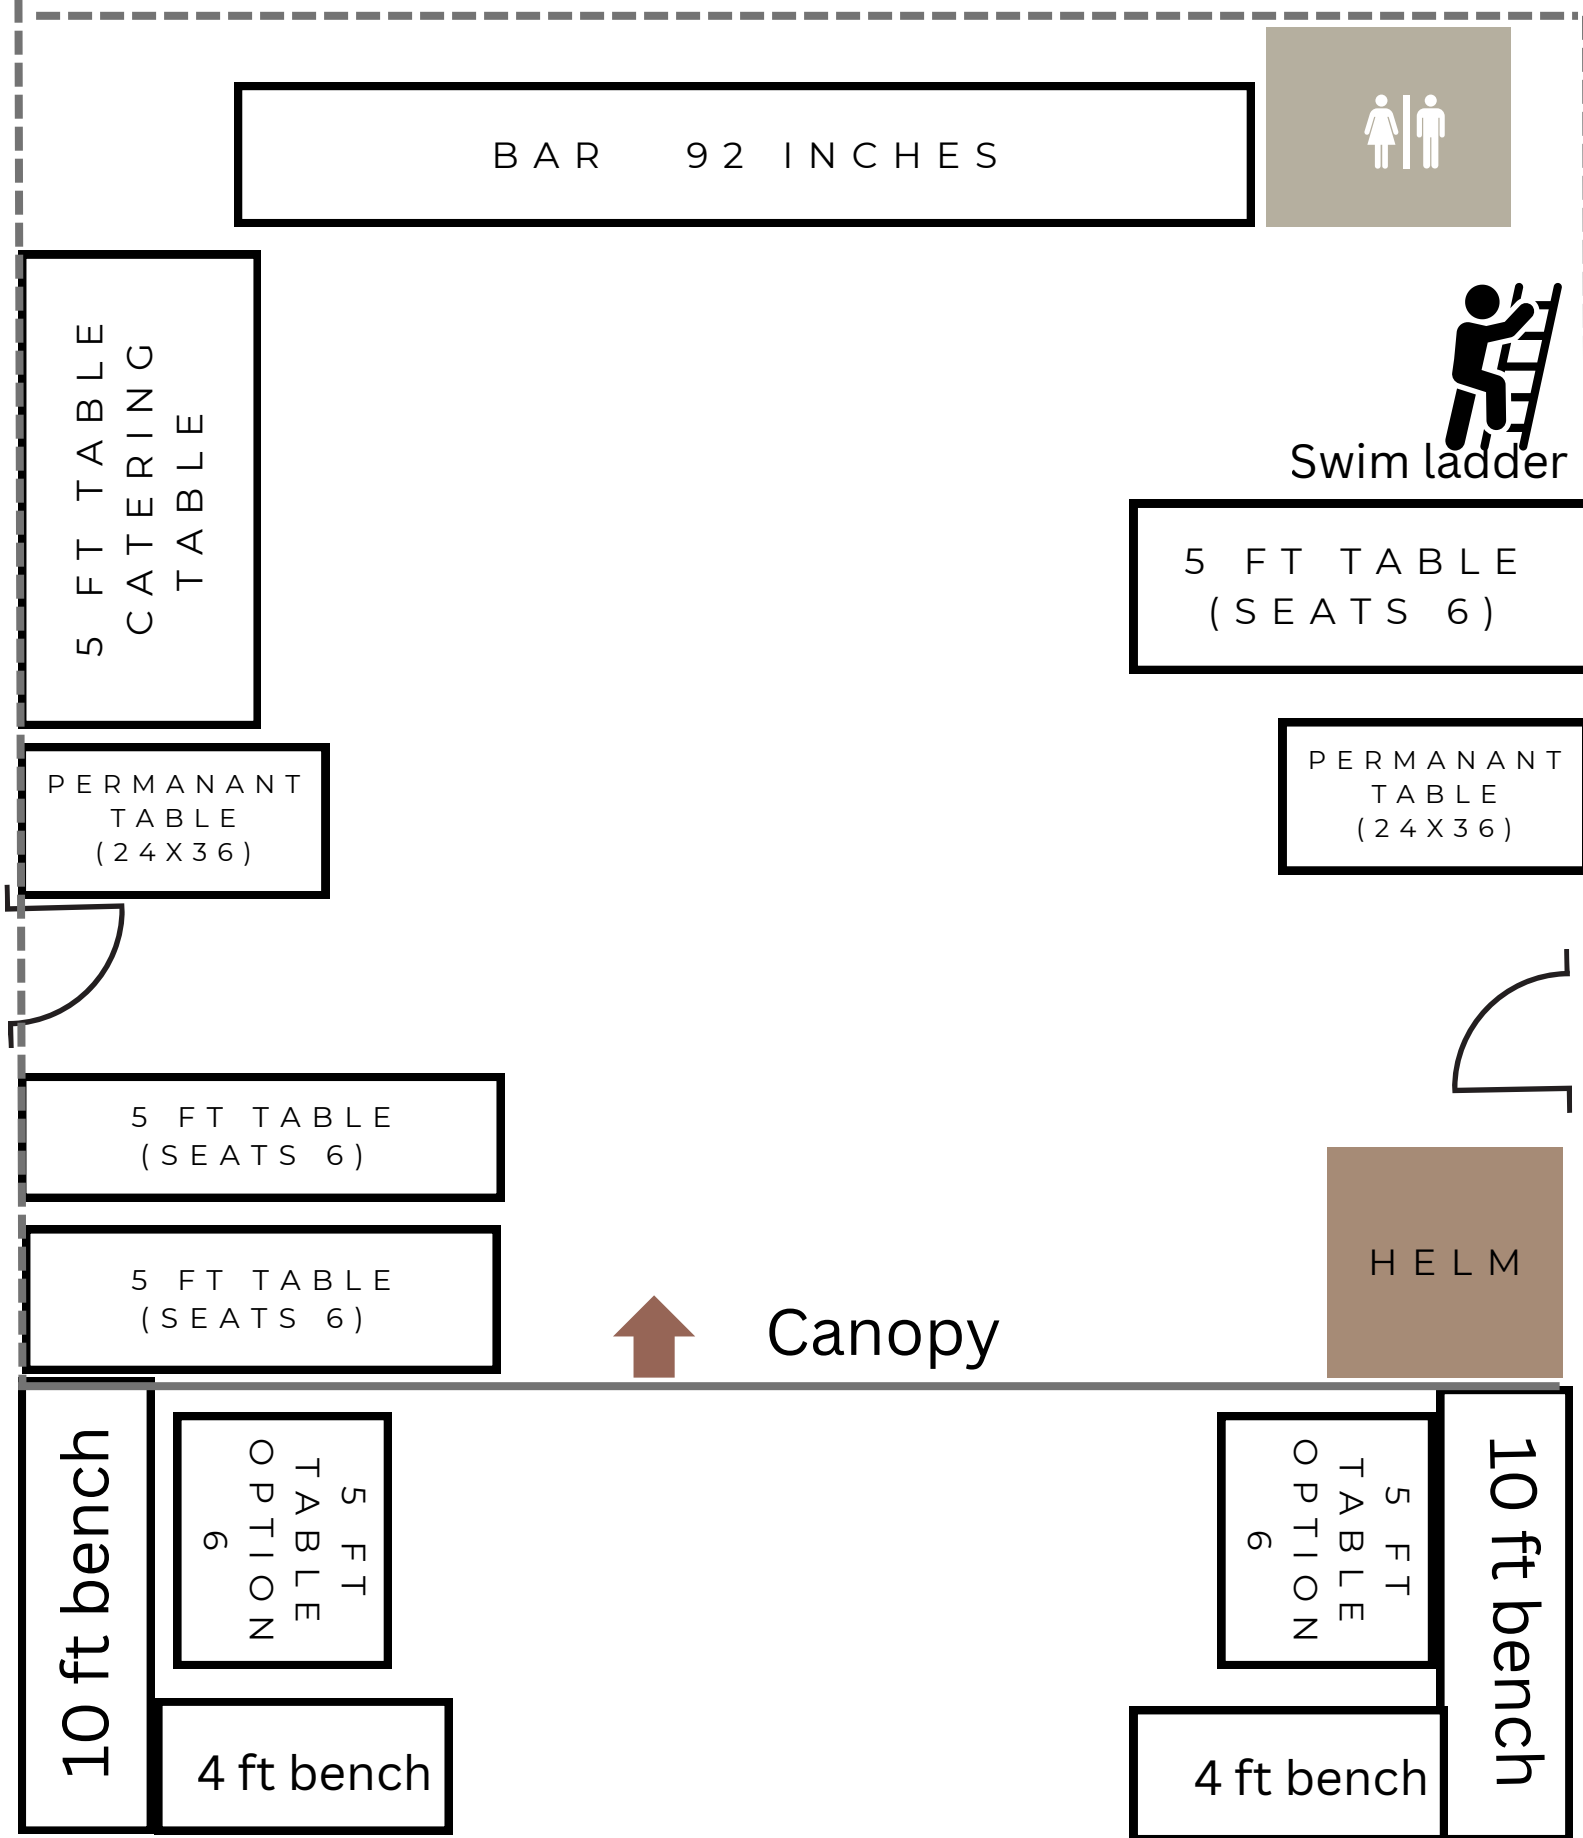 BAR 92 INCHES
5 FT TABLE
CATERING
TABLE
Swim ladder
5 FT TABLE
(SEATS 6)
PERMANANT
TABLE
(24X36)
PERMANANT
TABLE
(24X36)
5 FT TABLE
(SEATS 6)
HELM
5 FT TABLE
(SEATS 6)
Canopy
10 ft bench
5 FT
TABLE
OPTION
6
5 FT
TABLE
OPTION
6
10 ft bench
4 ft bench
4 ft bench